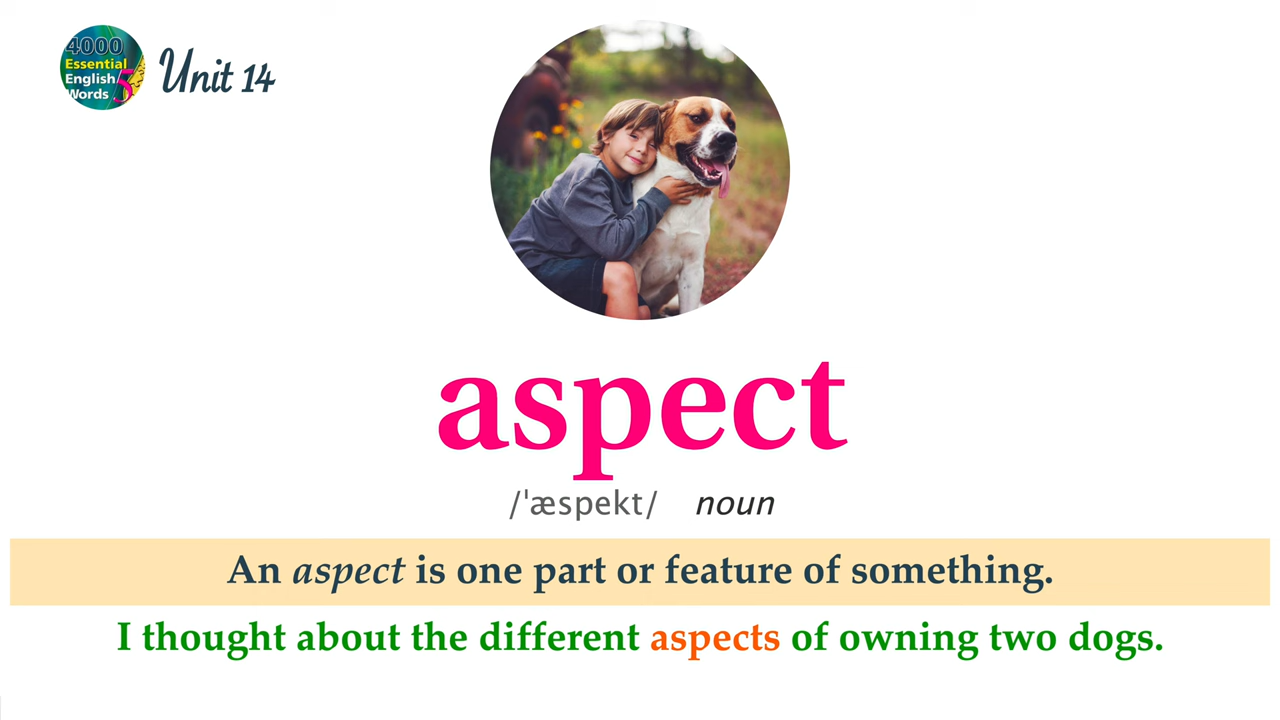 4000
Essential
English
Words 5
Unit 14
aspect
/ˈæspekt/ noun
An aspect is one part or feature of something.
I thought about the different aspects of owning two dogs.